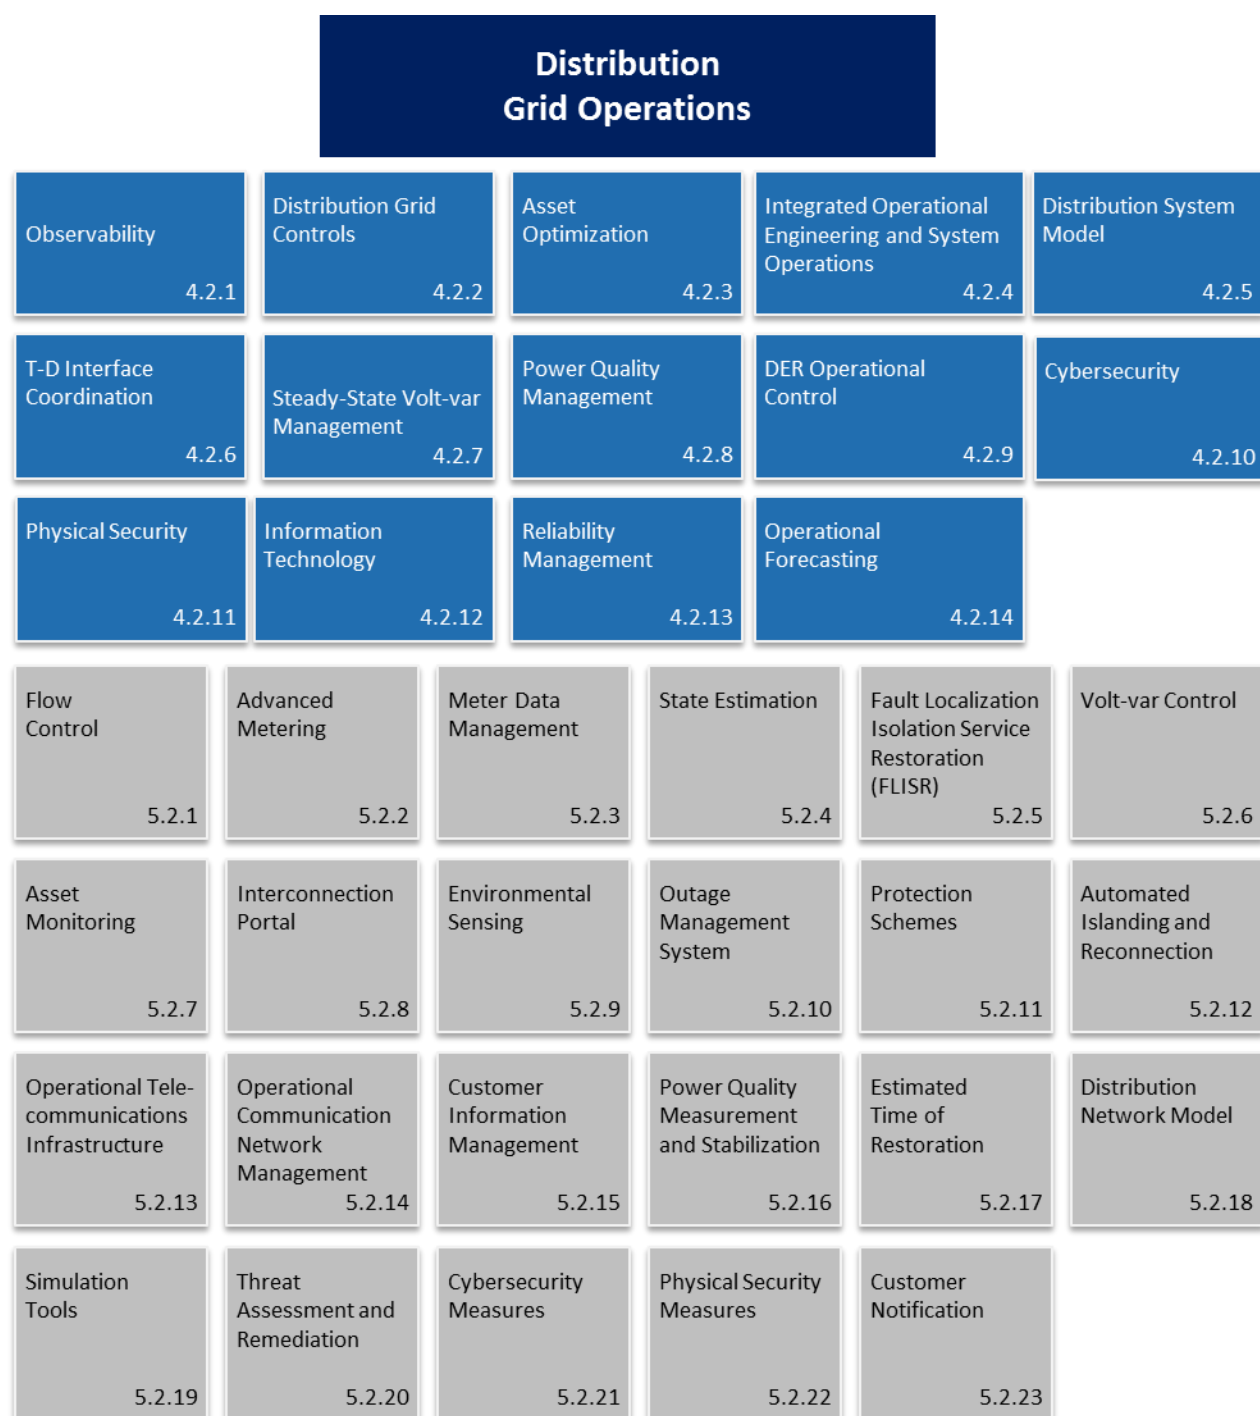 Distribution
Grid Operations
Observability
4.2.1
Distribution Grid
Controls
4.2.2
Asset
Optimization
4.2.3
Integrated Operational
Engineering and System
Operations
4.2.4
Distribution System
Model
4.2.5
T-D Interface
Coordination
4.2.6
Steady-State Volt-var
Management
4.2.7
Power Quality
Management
4.2.8
DER Operational
Control
4.2.9
Cybersecurity
4.2.10
Physical Security
4.2.11
Information
Technology
4.2.12
Reliability
Management
4.2.13
Operational
Forecasting
4.2.14
Flow
Control
5.2.1
Advanced
Metering
5.2.2
Meter Data
Management
5.2.3
State Estimation
5.2.4
Fault Localization
Isolation Service
Restoration
(FLISR)
5.2.5
Volt-var Control
5.2.6
Asset
Monitoring
5.2.7
Interconnection
Portal
5.2.8
Environmental
Sensing
5.2.9
Outage
Management
System
5.2.10
Protection
Schemes
5.2.11
Automated
Islanding and
Reconnection
5.2.12
Operational Tele-
communications
Infrastructure
5.2.13
Operational
Communication
Network
Management
5.2.14
Customer
Information
Management
5.2.15
Power Quality
Measurement
and Stabilization
5.2.16
Estimated
Time of
Restoration
5.2.17
Distribution
Network Model
5.2.18
Simulation
Tools
5.2.19
Threat
Assessment and
Remediation
5.2.20
Cybersecurity
Measures
5.2.21
Physical Security
Measures
5.2.22
Customer
Notification
5.2.23